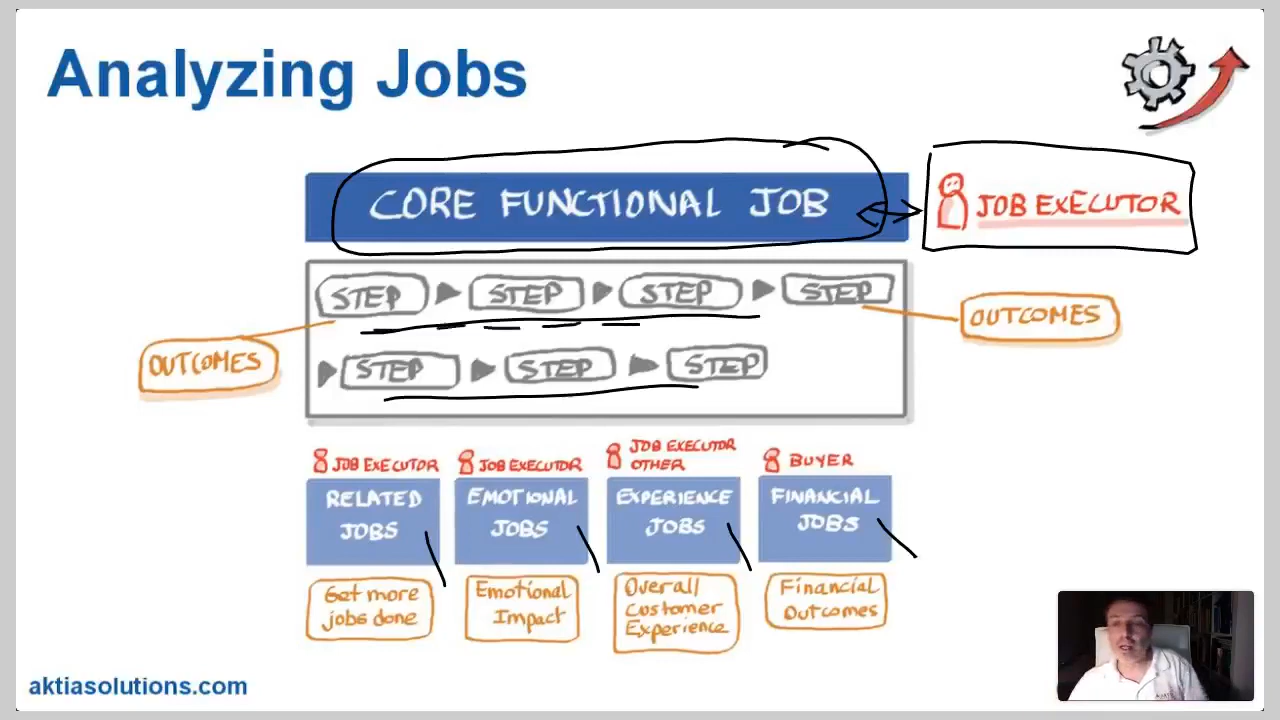 Analyzing Jobs
CORE FUNCTIONAL JOB
JOB EXECUTOR
STEP STEP STEP STEP
OUTCOMES
OUTCOMES
STEP STEP STEP
JOB EXECUTOR
JOB EXECUTOR
JOB EXECUTOR
OTHER
BUYER
RELATED
JOBS
EMOTIONAL
JOBS
EXPERIENCE
JOBS
FINANCIAL
JOBS
Get more
jobs done
Emotional
Impact
Overall
Customer
Experience
Financial
Outcomes
aktiasolutions.com